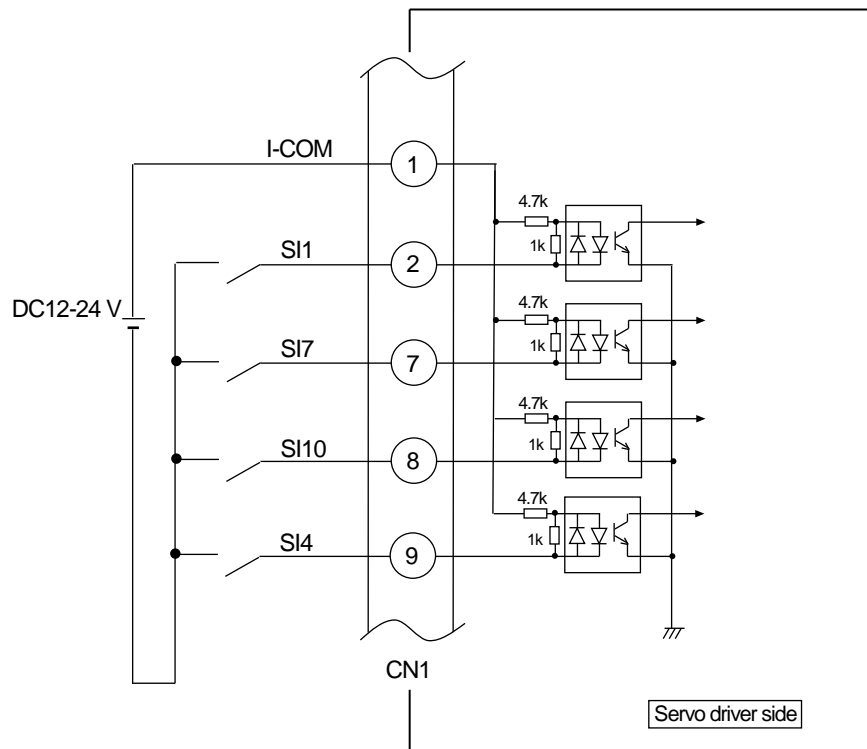 I-COM
1
4.7k
1k
SI1
2
DC12-24 V
4.7k
1k
SI7
7
4.7k
1k
SI10
8
4.7k
1k
SI4
9
CN1
Servo driver side